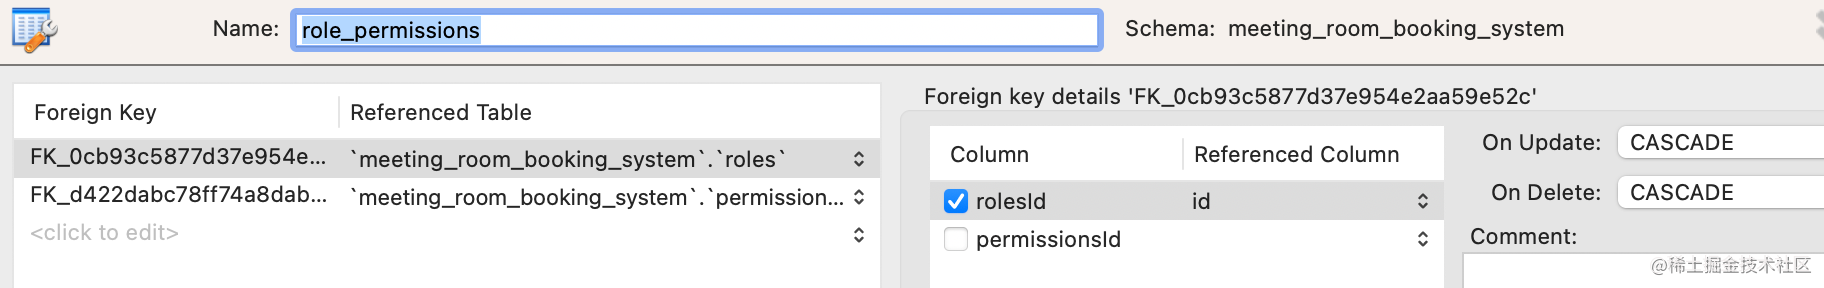 Name: role_permissions Schema: meeting_room_booking_system
Foreign Key Referenced Table
FK_0cb93c5877d37e954e... `meeting_room_booking_system`.`roles`
FK_d422dabc78ff74a8dab... `meeting_room_booking_system`.`permission...
<click to edit>
Foreign key details 'FK_0cb93c5877d37e954e2aa59e52c'
Column Referenced Column
rolesId id
permissionsId
On Update: CASCADE
On Delete: CASCADE
Comment:
@稀土掘金技术社区